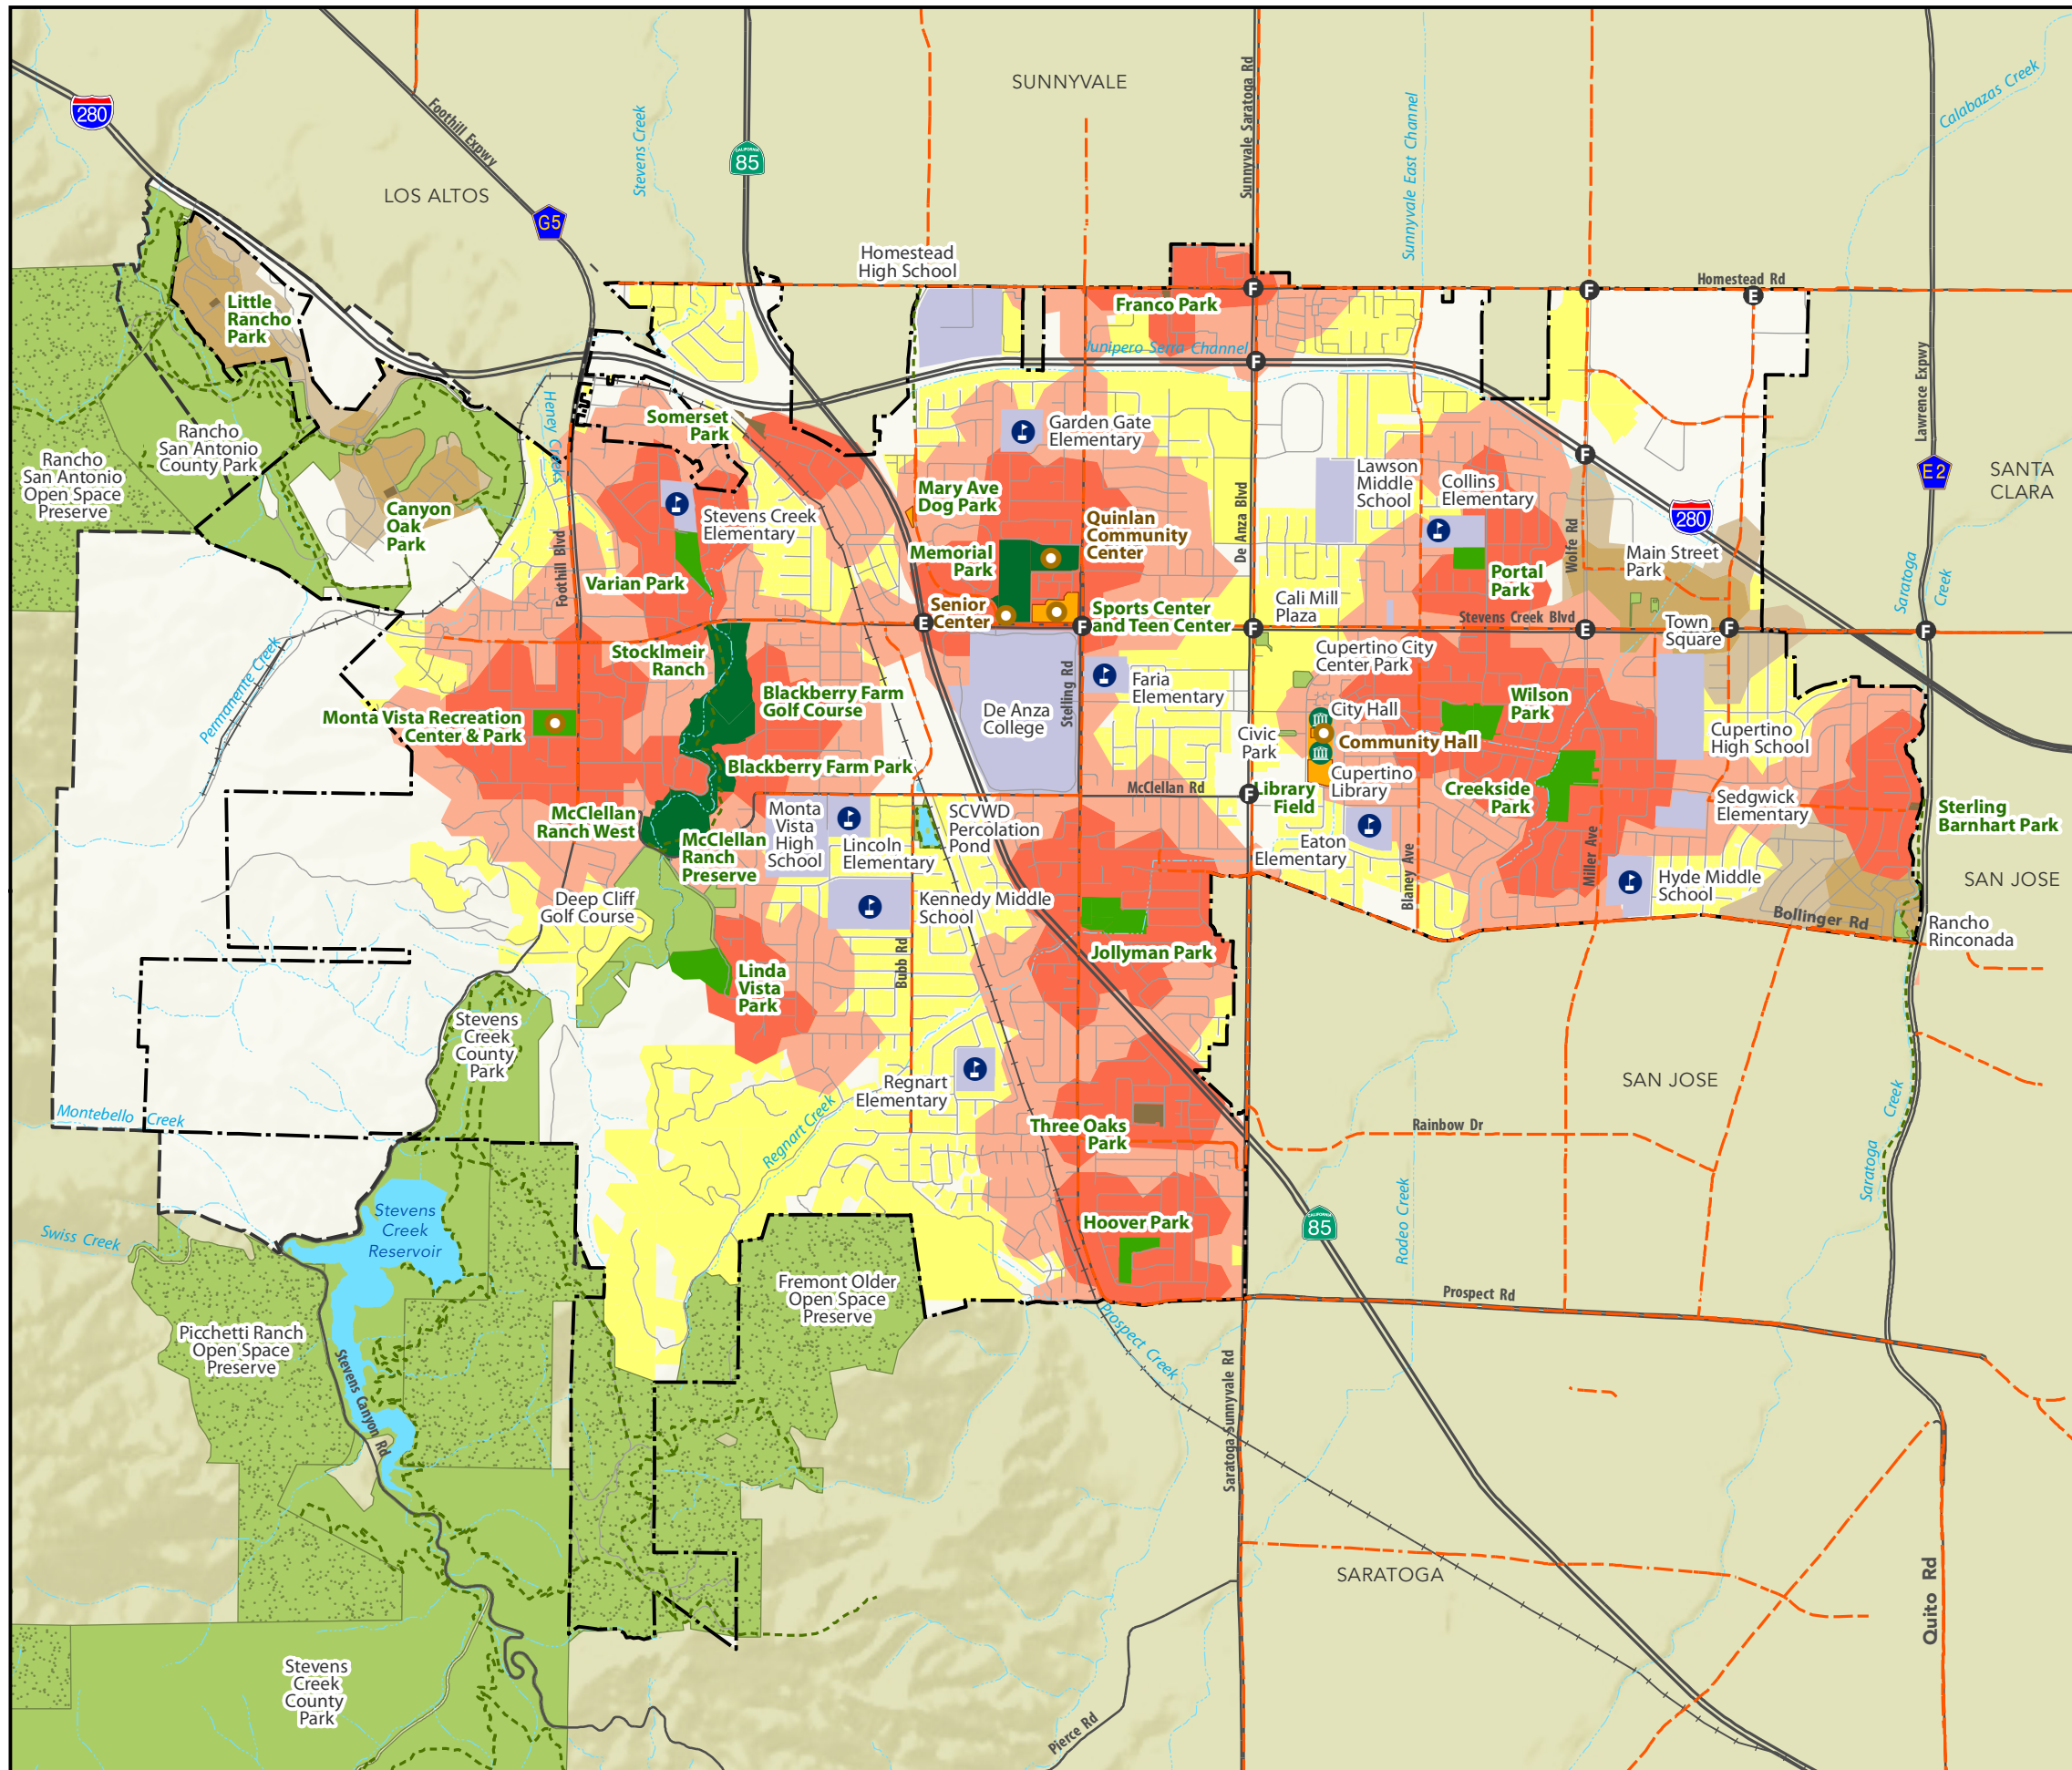 SUNNYVALE
Sunnyvale Saratoga Rd
Calabazas Creek
280
Foothill Expwy
Stevens Creek
CALIFORNIA
85
Sunnyvale East Channel
LOS ALTOS
G5
Homestead
High School
Homestead Rd
F
F
E
Little
Rancho
Park
Franco Park
Junipero Serra Channel
F
Lawrence Expwy
Heney Creeks
Somerset
Park
Garden Gate
Elementary
Rancho
San Antonio
County Park
Rancho
San Antonio
Open Space
Preserve
Lawson
Middle
School
Collins
Elementary
F
E2
SANTA
CLARA
Mary Ave
Dog Park
Canyon
Oak
Park
Stevens Creek
Elementary
Quinlan
Community
Center
De Anza Blvd
280
Wolfe Rd
Main Street
Park
Foothill Blvd
Varian Park
Memorial
Park
Portal
Park
Saratoga
Creek
Senior
Center
Sports Center
and Teen Center
Cali Mill
Plaza
Stevens Creek Blvd
Town
Square
E
F
F
E
F
F
Permanente Creek
Stocklmeir
Ranch
Stelling Rd
Faria
Elementary
Cupertino City
Center Park
Blackberry Farm
Golf Course
Wilson
Park
Monta Vista Recreation
Center & Park
De Anza
College
City Hall
Civic
Park
Community Hall
Cupertino
High School
Blackberry Farm Park
Cupertino
Library
McClellan Rd
F
Library
Field
Creekside
Park
Sedgwick
Elementary
Sterling
Barnhart Park
McClellan
Ranch West
Monta
Vista
High
School
SCVWD
Percolation
Pond
McClellan
Ranch
Preserve
Lincoln
Elementary
Eaton
Elementary
Blaney Ave
Miller Ave
Hyde Middle
School
SAN JOSE
Deep Cliff
Golf Course
Kennedy Middle
School
Bollinger Rd
Rancho
Rinconada
Bubb Rd
Jollyman Park
Linda
Vista
Park
Stevens
Creek
County
Park
SAN JOSE
Regnart
Elementary
Montebello Creek
Regnart Creek
Three Oaks
Park
Rainbow Dr
Saratoga
Creek
Stevens
Creek
Reservoir
Swiss Creek
Hoover Park
85
CALIFORNIA
Rodeo Creek
Fremont Older
Open Space
Preserve
Prospect Rd
Picchetti Ranch
Open Space
Preserve
Prospect Creek
Stevens Canyon Rd
Saratoga Sunnyvale Rd
SARATOGA
Quito Rd
Stevens
Creek
County
Park
Pierce Rd